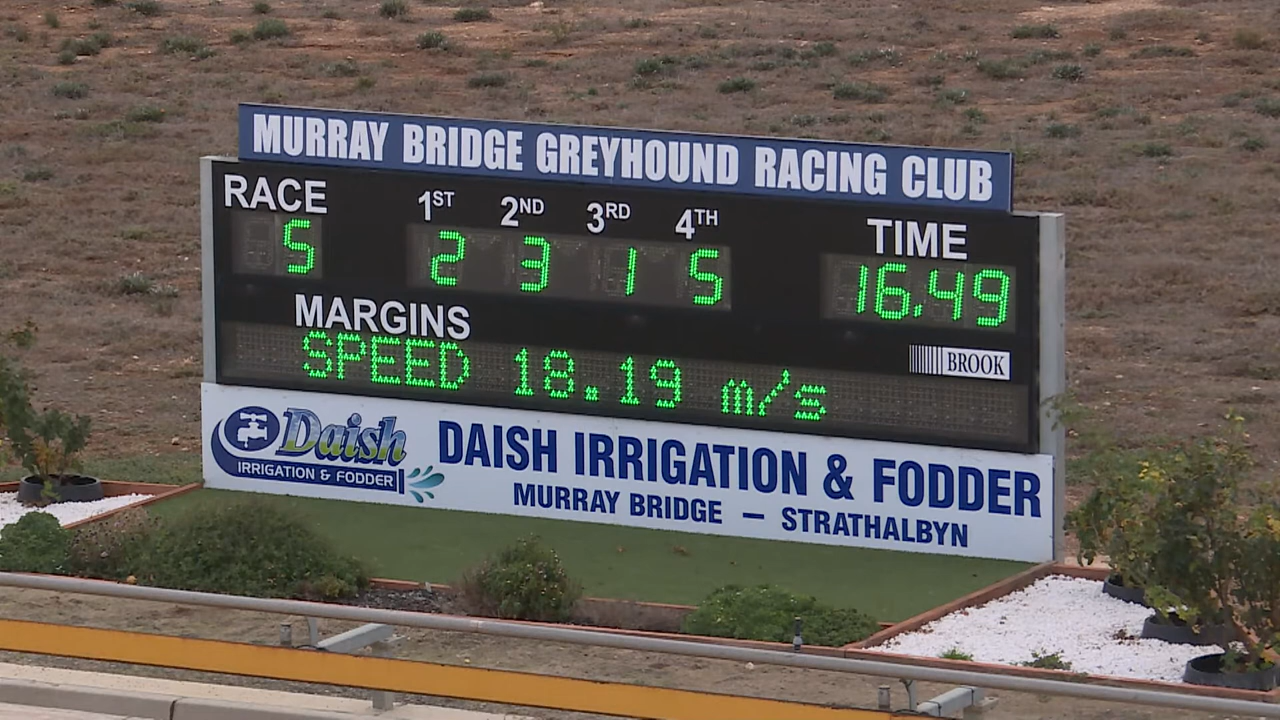 MURRAY BRIDGE GREYHOUND RACING CLUB
RACE 1ST 2ND 3RD 4TH TIME
5 2 3 1 5 16.49
MARGINS
BROOK
SPEED 18.19 m/s
Daish
IRRIGATION & FODDER
DAISH IRRIGATION & FODDER
MURRAY BRIDGE – STRATHALBYN